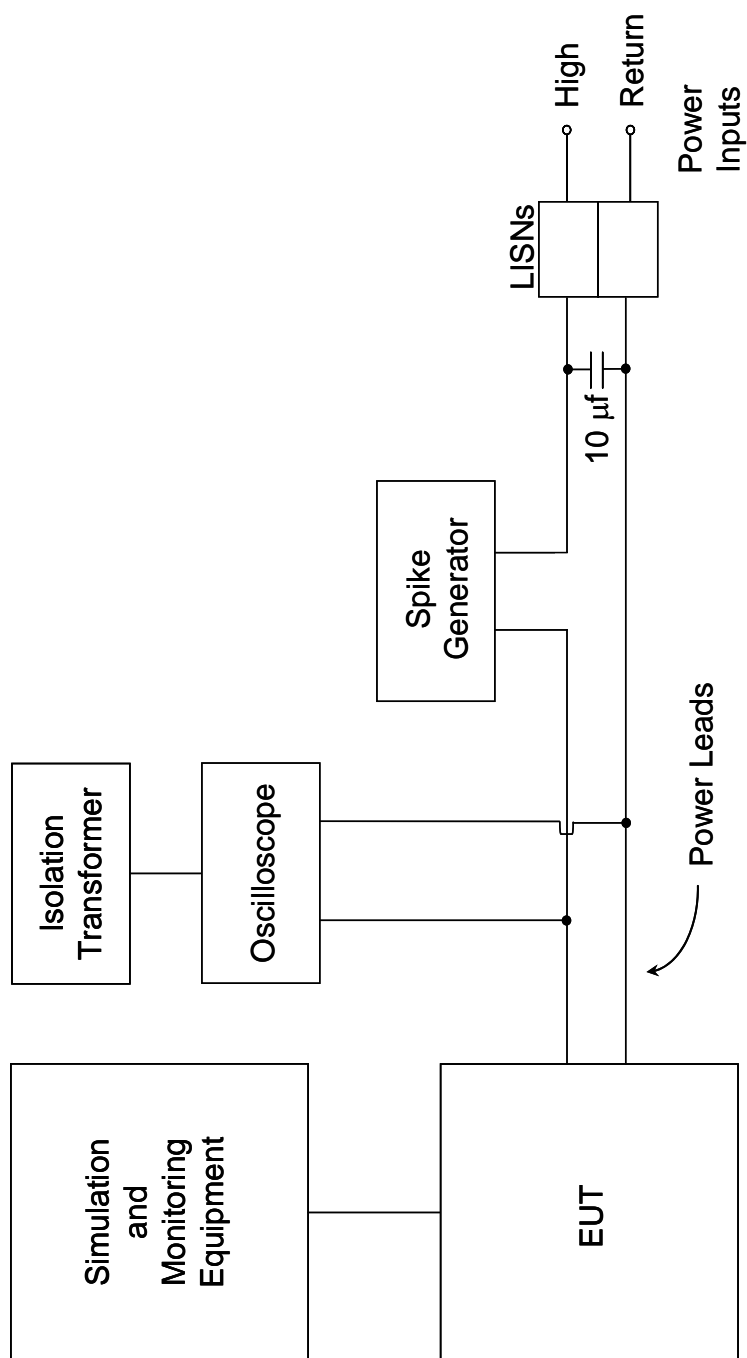 Simulation
and
Monitoring
Equipment
Isolation
Transformer
Oscilloscope
Spike
Generator
LISNs
High
Return
Power
Inputs
10 µf
Power Leads
EUT